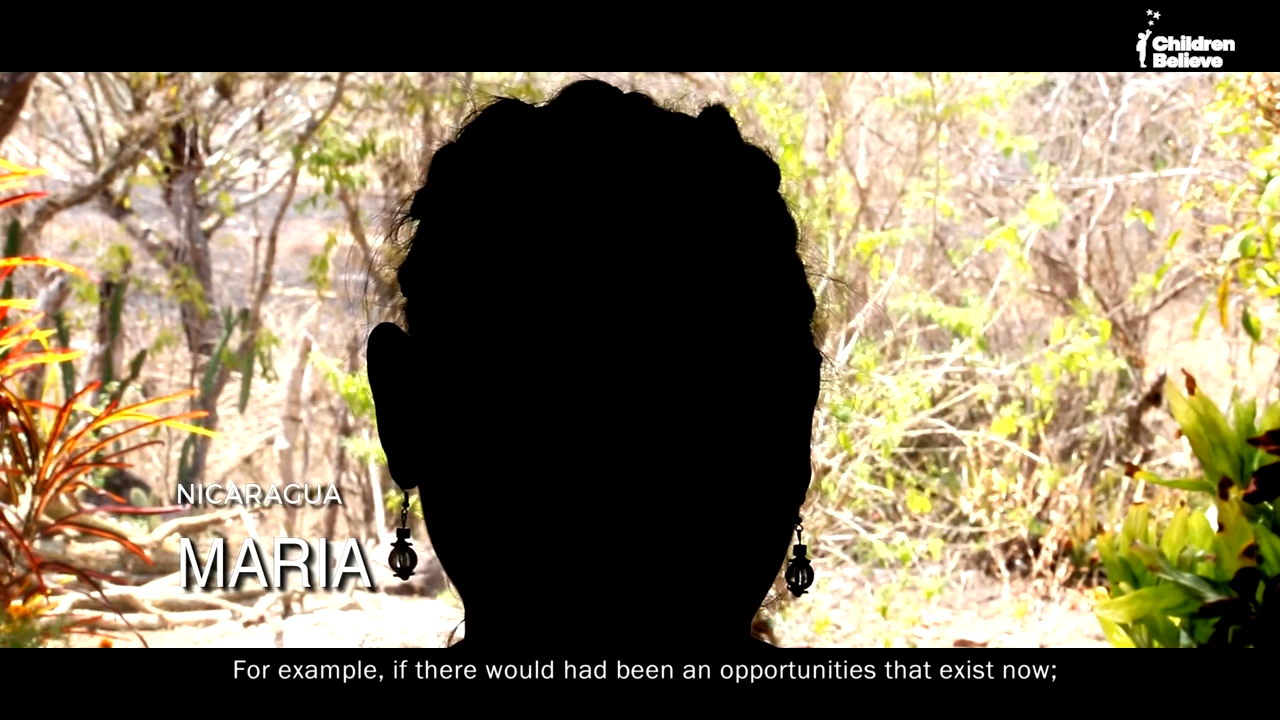 Children
Believe
NICARAGUA
MARIA
For example, if there would had been an opportunities that exist now;